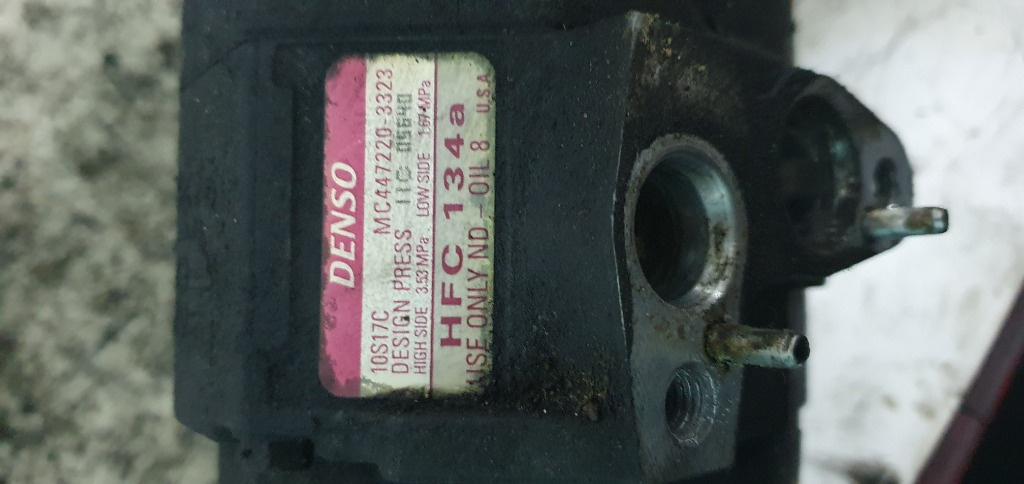 DENSO
10S17C MC447220-3323
DESIGN PRESS 11C
HIGH SIDE 3.53MPa LOW SIDE 1.67MPa
HFC 134a
USE ONLY ND-OIL 8 U.S.A.